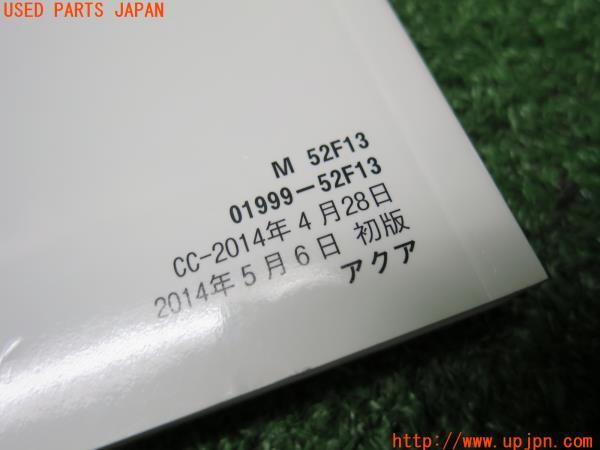 USED PARTS JAPAN
M 52F13
01999-52F13
CC-2014年 4月28日
2014年 5月 6日 初版
アクア
http://www.upjpn.com/